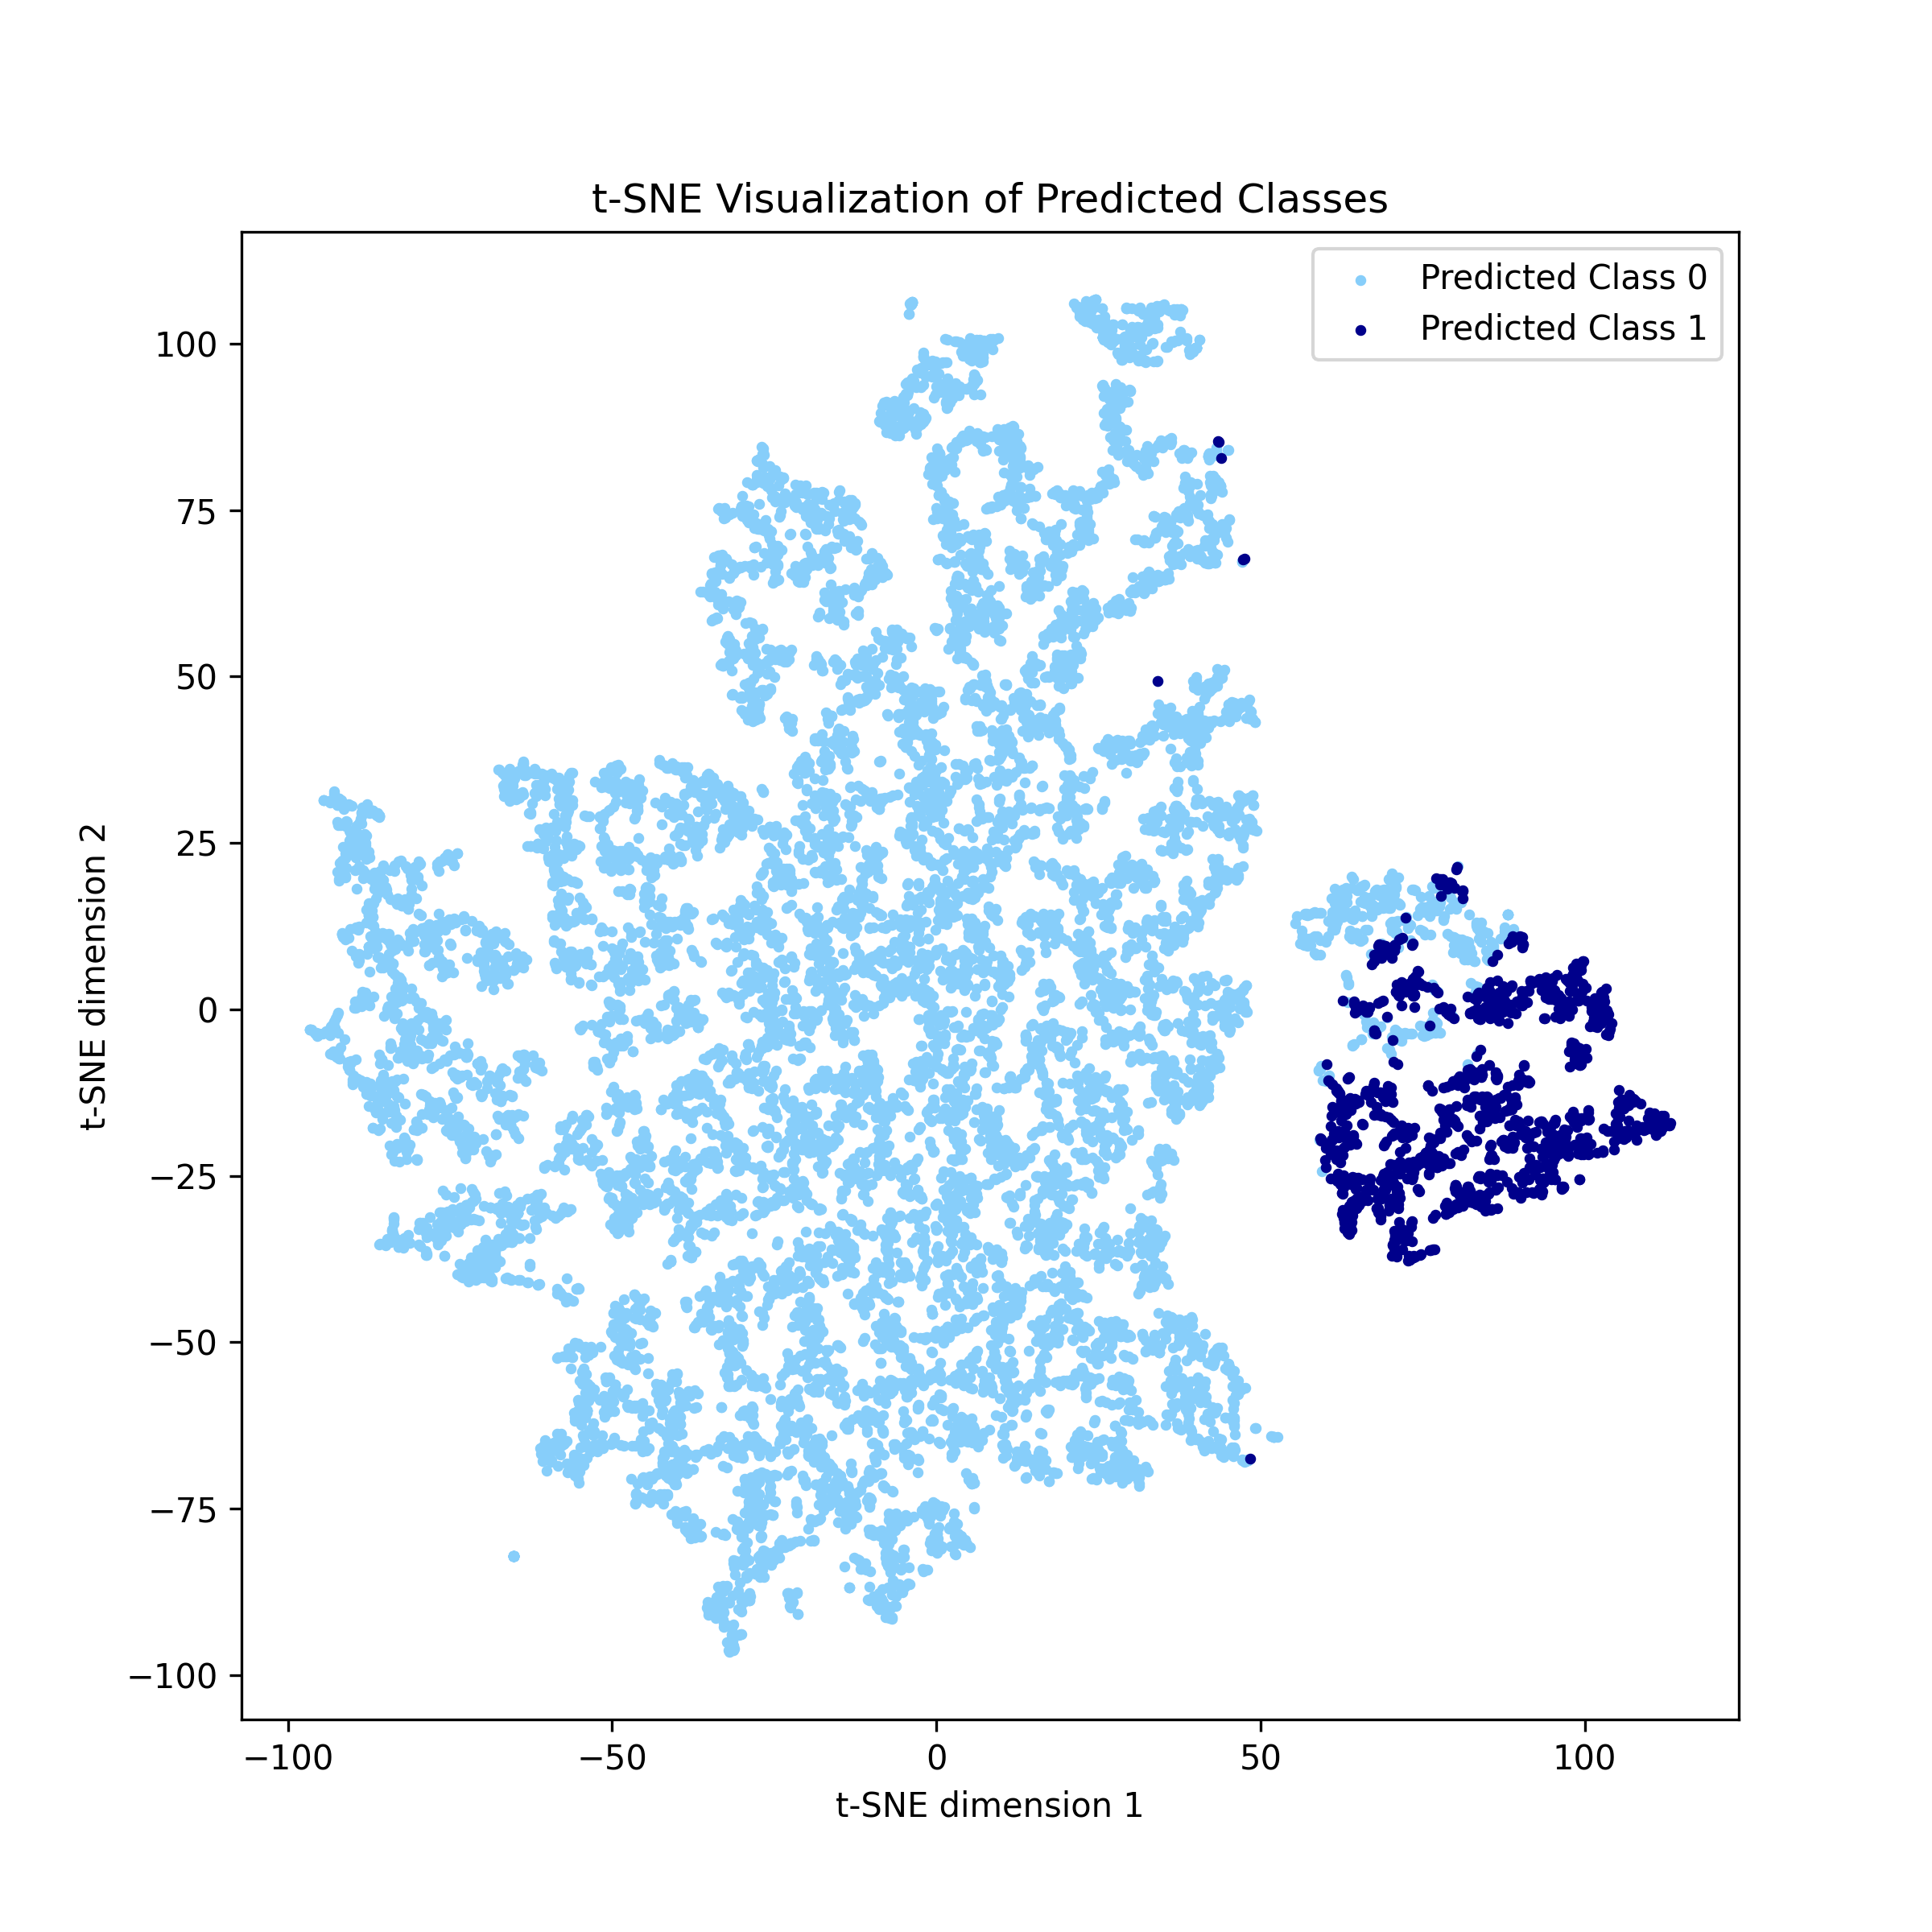 t-SNE Visualization of Predicted Classes
Predicted Class 0
Predicted Class 1
100
75
50
25
0
−25
−50
−75
−100
t-SNE dimension 2
−100
−50
0
50
100
t-SNE dimension 1